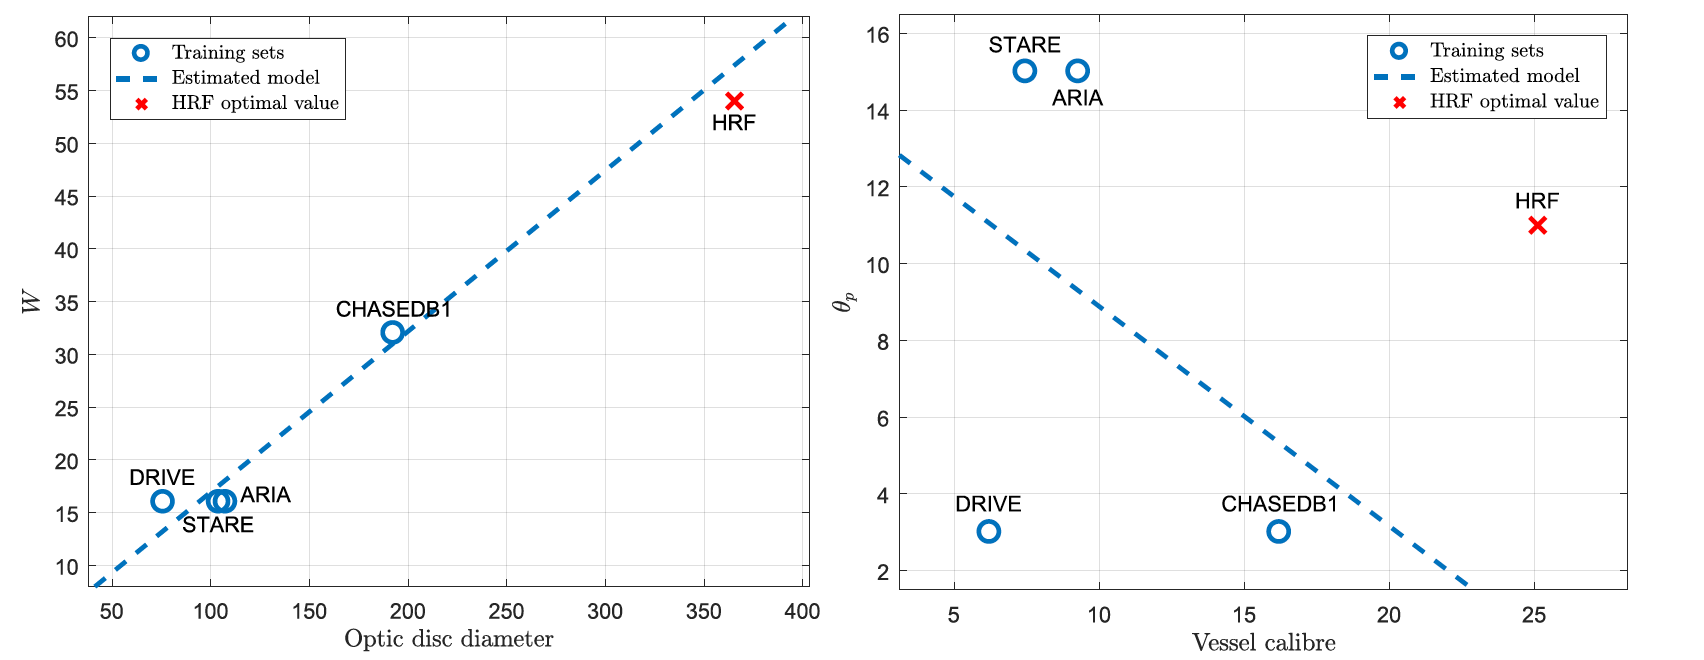 60
55
50
45
40
35
30
25
20
15
10
W
Training sets
Estimated model
HRF optimal value
HRF
CHASEDB1
DRIVE
ARIA
STARE
50 100 150 200 250 300 350 400
Optic disc diameter
16
14
12
10
8
6
4
2
θp
STARE
ARIA
Training sets
Estimated model
HRF optimal value
HRF
DRIVE
CHASEDB1
5 10 15 20 25
Vessel calibre